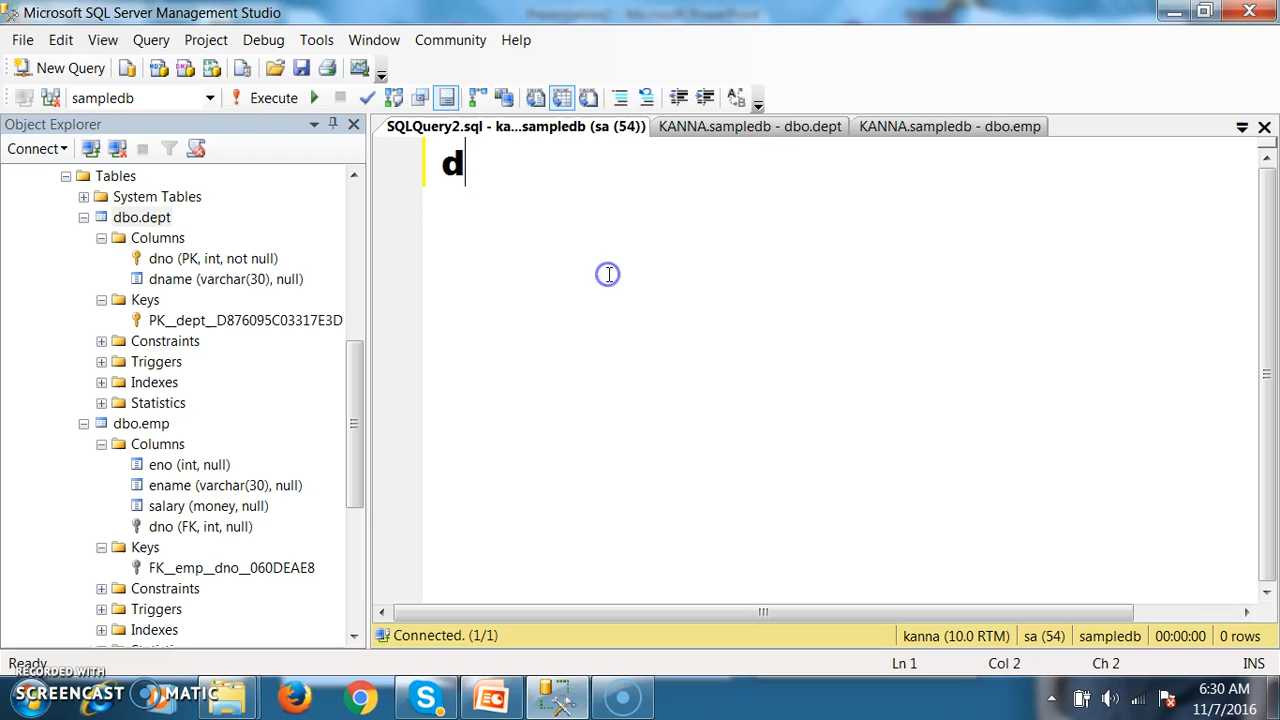 Microsoft SQL Server Management Studio
File Edit View Query Project Debug Tools Window Community Help
New Query
sampledb Execute
Object Explorer
SQLQuery2.sql - ka...sampledb (sa (54)) KANNA.sampledb - dbo.dept KANNA.sampledb - dbo.emp
Connect
d
Tables
System Tables
dbo.dept
Columns
dno (PK, int, not null)
dname (varchar(30), null)
Keys
PK__dept__D876095C03317E3D
Constraints
Triggers
Indexes
Statistics
dbo.emp
Columns
eno (int, null)
ename (varchar(30), null)
salary (money, null)
dno (FK, int, null)
Keys
FK__emp__dno__060DEAE8
Constraints
Triggers
Indexes
Connected. (1/1) kanna (10.0 RTM) sa (54) sampledb 00:00:00 0 rows
Ready Ln 1 Col 2 Ch 2 INS
RECORDED WITH
SCREENCAST MATIC
6:30 AM
11/7/2016